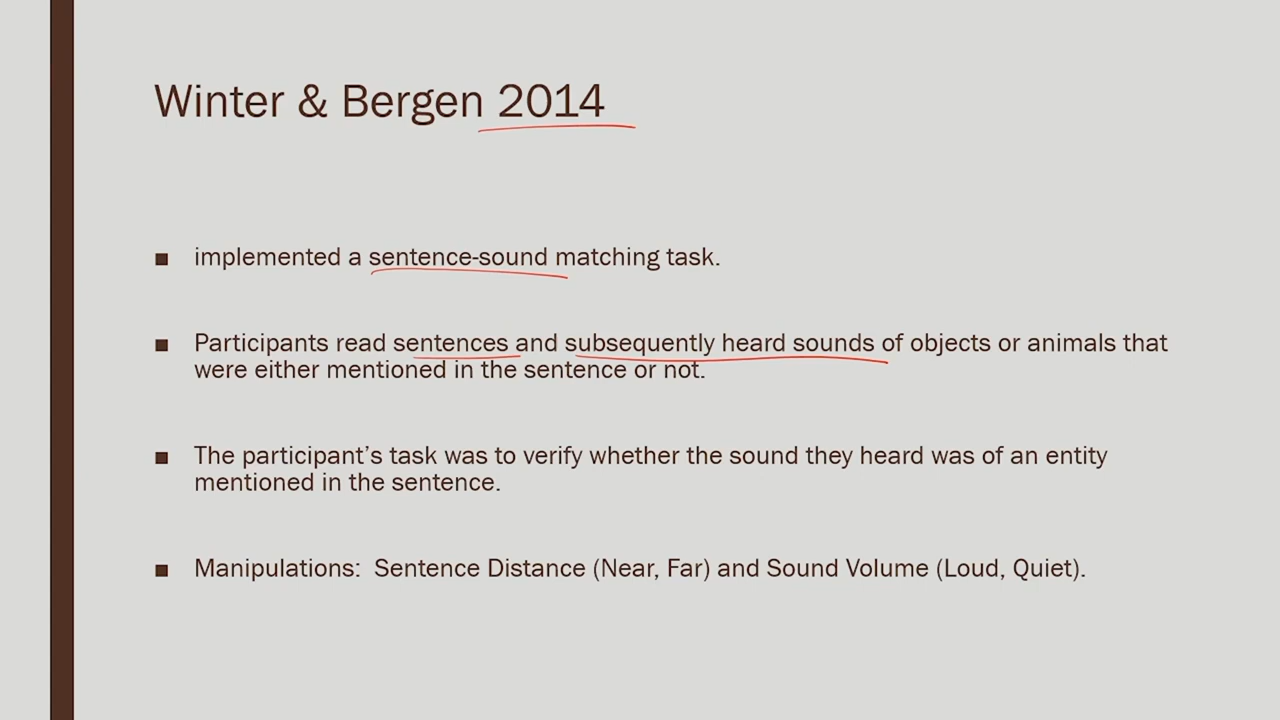 Winter & Bergen 2014
■ implemented a sentence-sound matching task.
■ Participants read sentences and subsequently heard sounds of objects or animals that
were either mentioned in the sentence or not.
■ The participant’s task was to verify whether the sound they heard was of an entity
mentioned in the sentence.
■ Manipulations: Sentence Distance (Near, Far) and Sound Volume (Loud, Quiet).